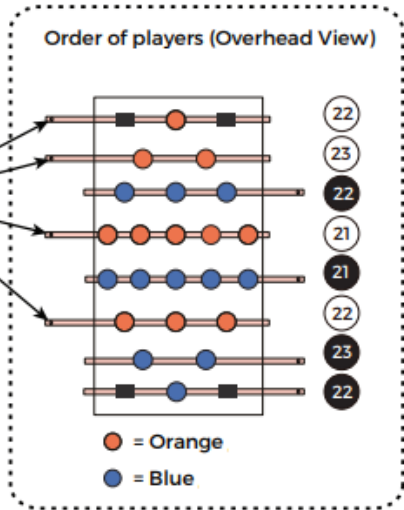 Order of players (Overhead View)
22
23
22
21
21
22
23
22
= Orange
= Blue